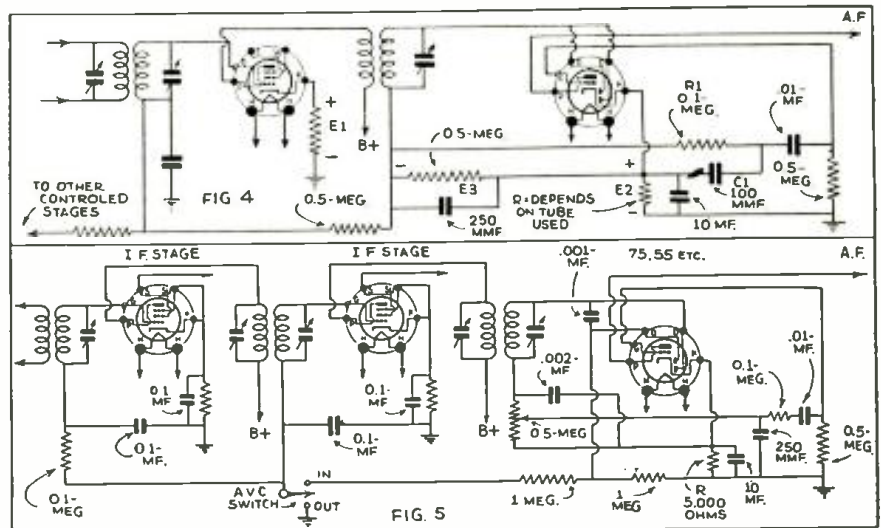 A.F.
R1
0.1-
MEG.
.01-
MF
+
E1
-
B+
-
0.5-MEG
+
0.5-
MEG
E3
R=DEPENDS
ON TUBE
USED
E2
-
C1
100
MMF
250
MMF
10 MF.
TO OTHER
CONTROLED
STAGES
FIG 4
0.5-MEG
I F. STAGE
I F STAGE
.001-
MF.
75, 55 ETC.
A.F.
.002-
MF
0.1
MF
0.1-
MF
.01-
MF.
0.1-
MEG.
B+
B+
0.5-MEG
0.1-
MF.
0.1-
MF.
250
MMF.
0.5-MEG
0.1-
MEG
AVC
SWITCH
IN
OUT
FIG. 5
1 MEG.
1
MEG
R
5,000
OHMS
10
MF.